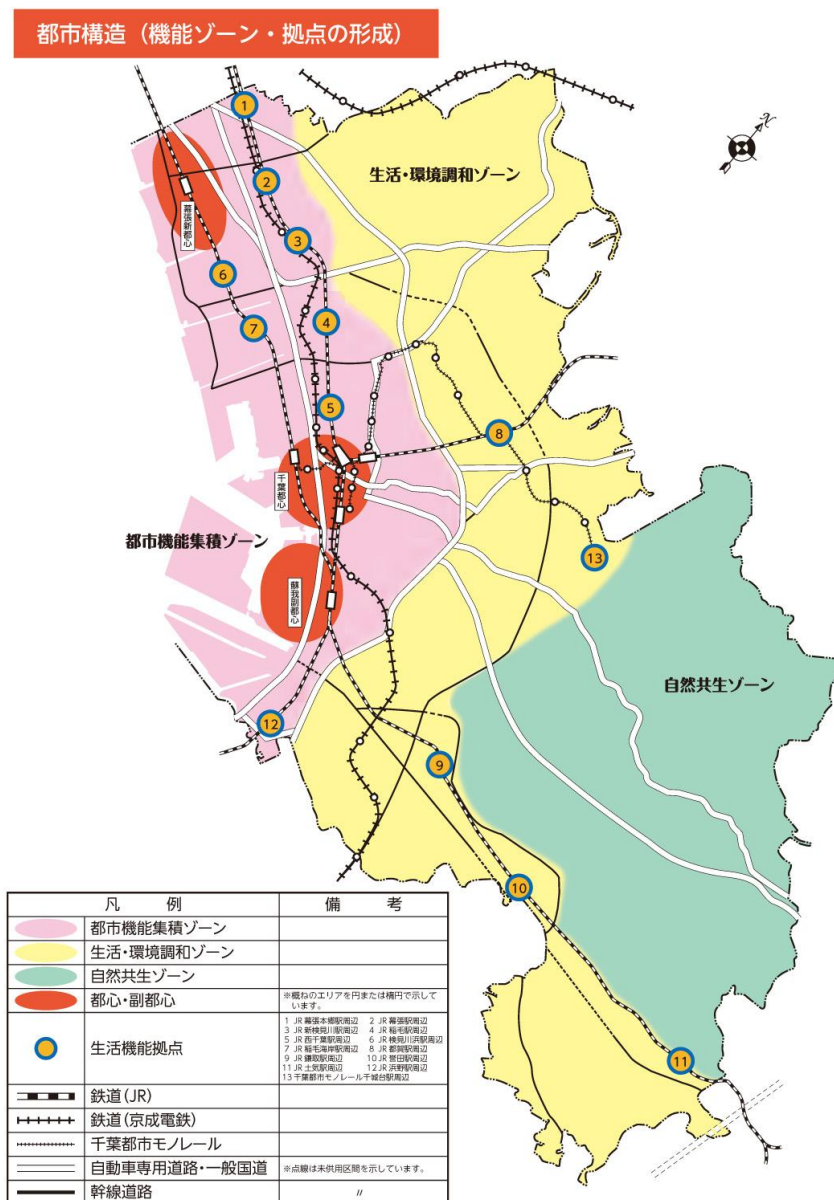 都市構造（機能ゾーン・拠点の形成）
N
生活・環境調和ゾーン
幕張新都心
1
2
3
6
4
7
5
8
千葉都心
都市機能集積ゾーン
13
蘇我副都心
自然共生ゾーン
12
9
10
11
凡 例 備 考
都市機能集積ゾーン
生活・環境調和ゾーン
自然共生ゾーン
都心・副都心 ※概ねのエリアを円または楕円で示して
います。
生活機能拠点
1 JR幕張本郷駅周辺 2 JR幕張駅周辺
3 JR新検見川駅周辺 4 JR稲毛駅周辺
5 JR西千葉駅周辺 6 JR検見川浜駅周辺
7 JR稲毛海岸駅周辺 8 JR都賀駅周辺
9 JR鎌取駅周辺 10 JR誉田駅周辺
11 JR土気駅周辺 12 JR浜野駅周辺
13 千葉都市モノレール千城台駅周辺
鉄道(JR)
鉄道(京成電鉄)
千葉都市モノレール
自動車専用道路・一般国道 ※点線は未供用区間を示しています。
幹線道路 〃